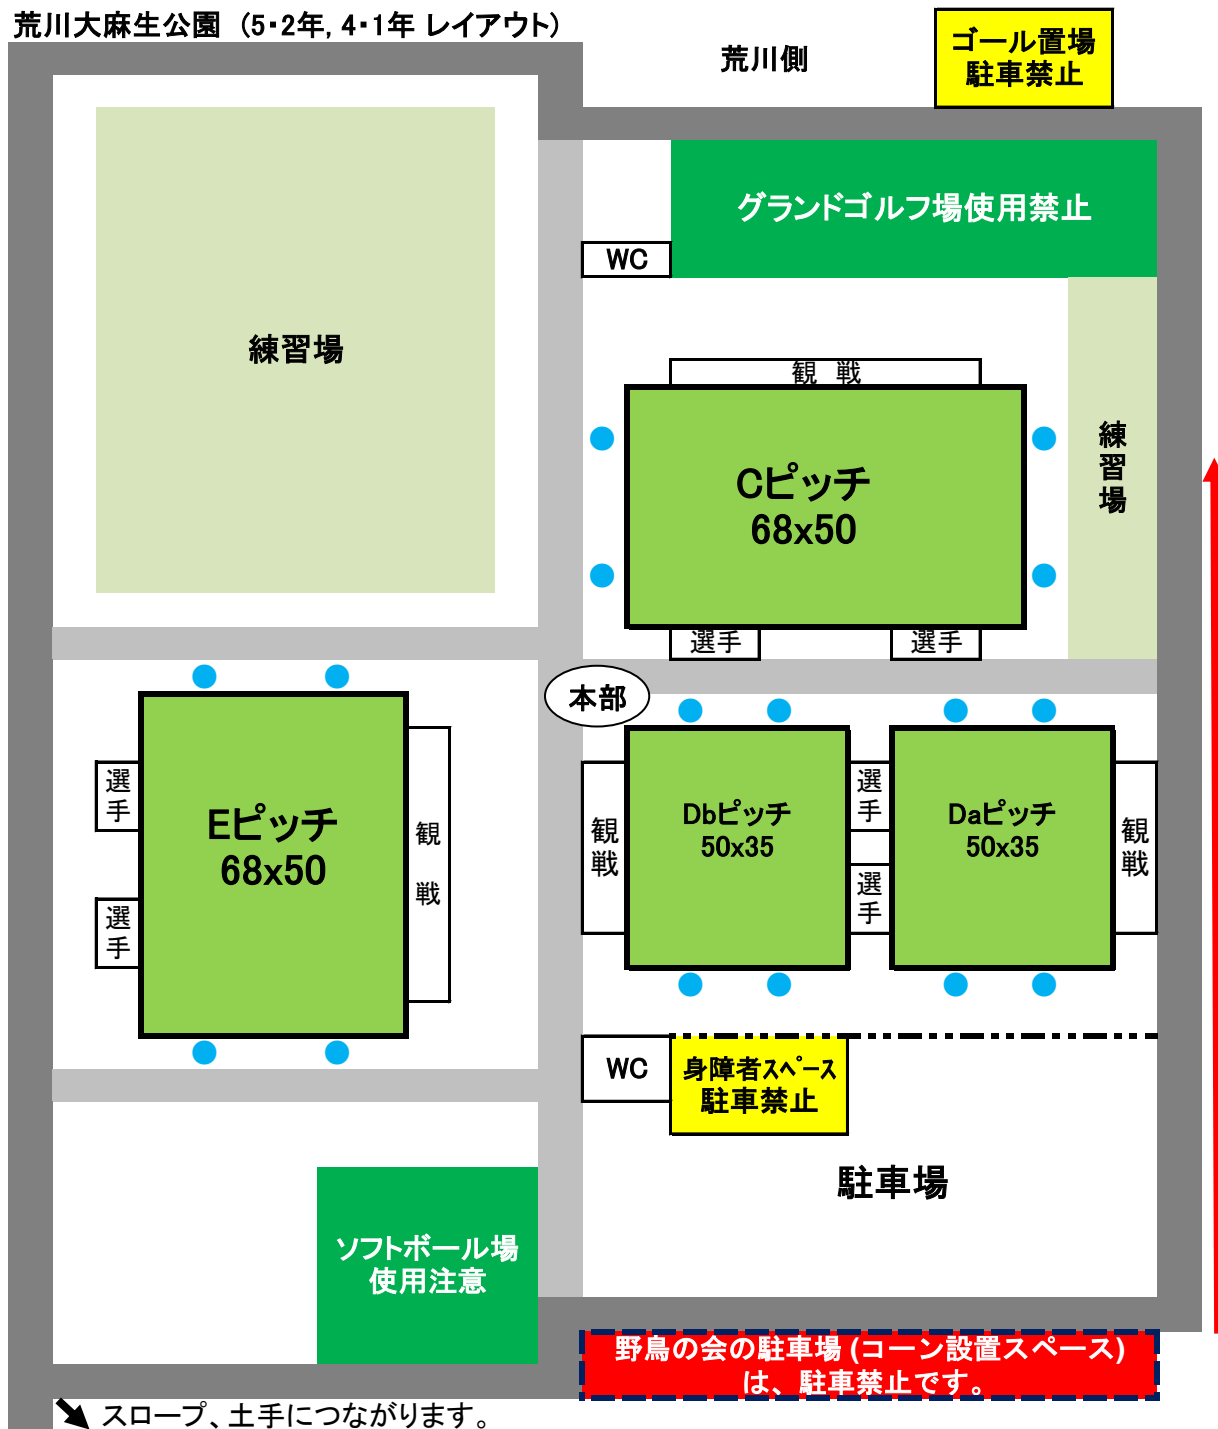 荒川大麻生公園 (5・2年, 4・1年 レイアウト)
荒川側
ゴール置場
駐車禁止
グランドゴルフ場使用禁止
WC
練習場
観 戦
Cピッチ
68x50
練
習
場
選手
選手
本部
選
手
選
手
Eピッチ
68x50
観
戦
観
戦
Dbピッチ
50x35
選
手
選
手
Daピッチ
50x35
観
戦
WC
身障者スペース
駐車禁止
駐車場
ソフトボール場
使用注意
野鳥の会の駐車場 (コーン設置スペース)
は、駐車禁止です。
スロープ、土手につながります。